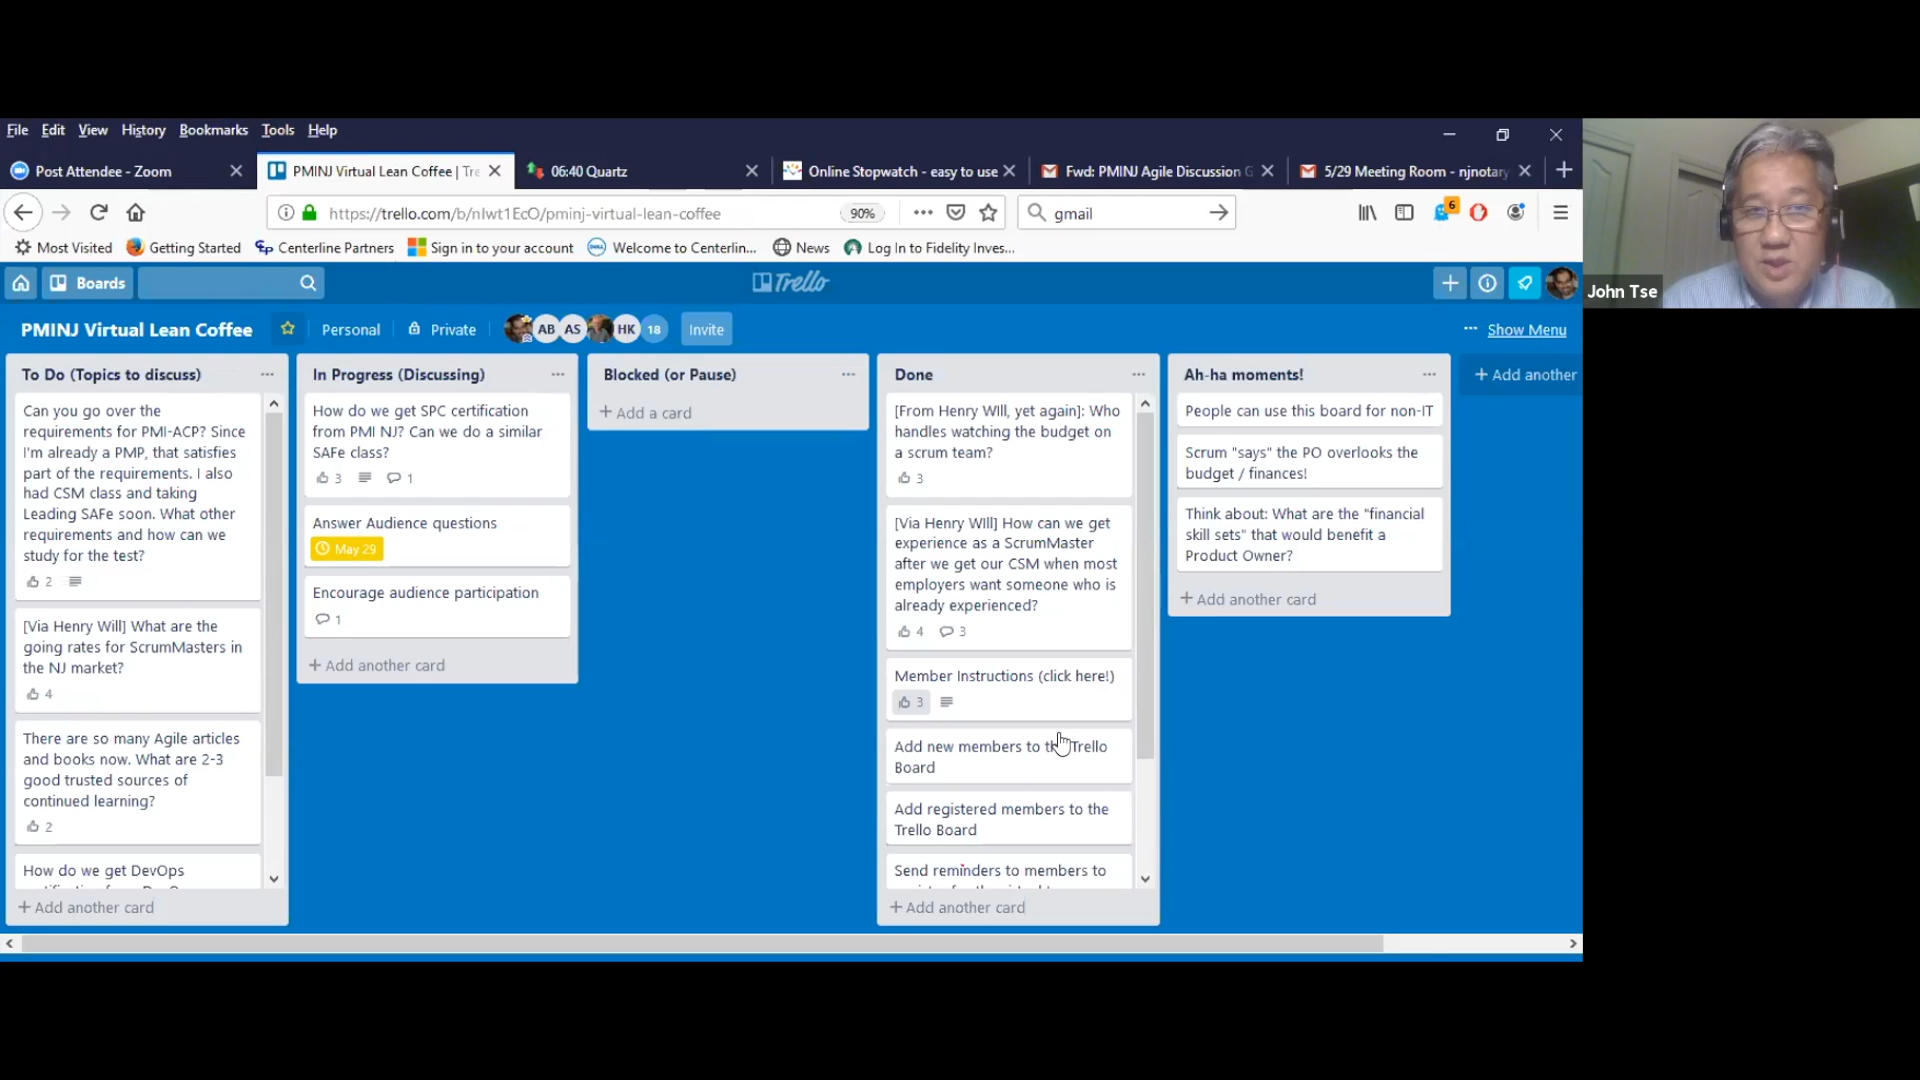 File Edit View History Bookmarks Tools Help
Post Attendee - Zoom
PMINJ Virtual Lean Coffee | Tre
06:40 Quartz
Online Stopwatch - easy to use
Fwd: PMINJ Agile Discussion G
5/29 Meeting Room - njnotary
https://trello.com/b/nIwt1EcO/pminj-virtual-lean-coffee
90%
gmail
6
Most Visited
Getting Started
Centerline Partners
Sign in to your account
Welcome to Centerlin...
News
Log In to Fidelity Inves...
Boards
Trello
John Tse
PMINJ Virtual Lean Coffee
Personal
Private
AB
AS
HK
18
Invite
Show Menu
To Do (Topics to discuss)
Can you go over the
requirements for PMI-ACP? Since
I'm already a PMP, that satisfies
part of the requirements. I also
had CSM class and taking
Leading SAFe soon. What other
requirements and how can we
study for the test?
2
[Via Henry Will] What are the
going rates for ScrumMasters in
the NJ market?
4
There are so many Agile articles
and books now. What are 2-3
good trusted sources of
continued learning?
2
How do we get DevOps
+ Add another card
In Progress (Discussing)
How do we get SPC certification
from PMI NJ? Can we do a similar
SAFe class?
3
1
Answer Audience questions
May 29
Encourage audience participation
1
+ Add another card
Blocked (or Pause)
+ Add a card
Done
[From Henry WIll, yet again]: Who
handles watching the budget on
a scrum team?
3
[Via Henry WIll] How can we get
experience as a ScrumMaster
after we get our CSM when most
employers want someone who is
already experienced?
4
3
Member Instructions (click here!)
3
Add new members to the Trello
Board
Add registered members to the
Trello Board
Send reminders to members to
+ Add another card
Ah-ha moments!
People can use this board for non-IT
Scrum "says" the PO overlooks the
budget / finances!
Think about: What are the "financial
skill sets" that would benefit a
Product Owner?
+ Add another card
+ Add another